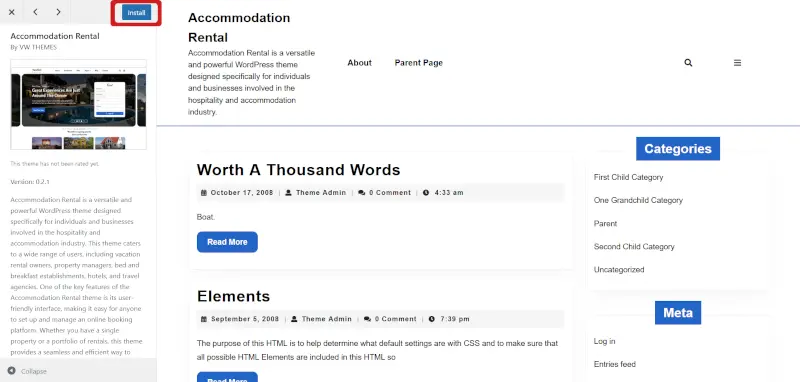 Install
Accommodation Rental
By VW THEMES
Great Experiences Are Just
Around The Corner
This theme has not been rated yet.
Version: 0.2.1
Accommodation Rental is a versatile and
powerful WordPress theme designed
specifically for individuals and businesses
involved in the hospitality and
accommodation industry. This theme caters
to a wide range of users, including vacation
rental owners, property managers, bed and
breakfast establishments, hotels, and travel
agencies. One of the key features of the
Accommodation Rental theme is its user-
friendly interface, making it easy for anyone
to set up and manage an online booking
platform. Whether you have a single
property or a portfolio of rentals, this theme
provides a seamless and efficient way to
Collapse
Accommodation
Rental
Accommodation Rental is a versatile
and powerful WordPress theme
designed specifically for individuals
and businesses involved in the
hospitality and accommodation
industry.
About
Parent Page
Worth A Thousand Words
October 17, 2008 | Theme Admin | 0 Comment | 4:33 am
Boat.
Read More
Elements
September 5, 2008 | Theme Admin | 0 Comment | 7:39 pm
The purpose of this HTML is to help determine what default settings are with CSS and to make sure that
all possible HTML Elements are included in this HTML so
Read More
Categories
First Child Category
One Grandchild Category
Parent
Second Child Category
Uncategorized
Meta
Log in
Entries feed